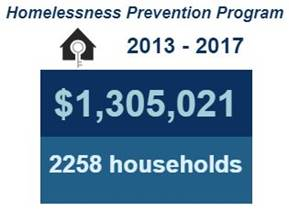 Homelessness Prevention Program
2013 - 2017
$1,305,021
2258 households